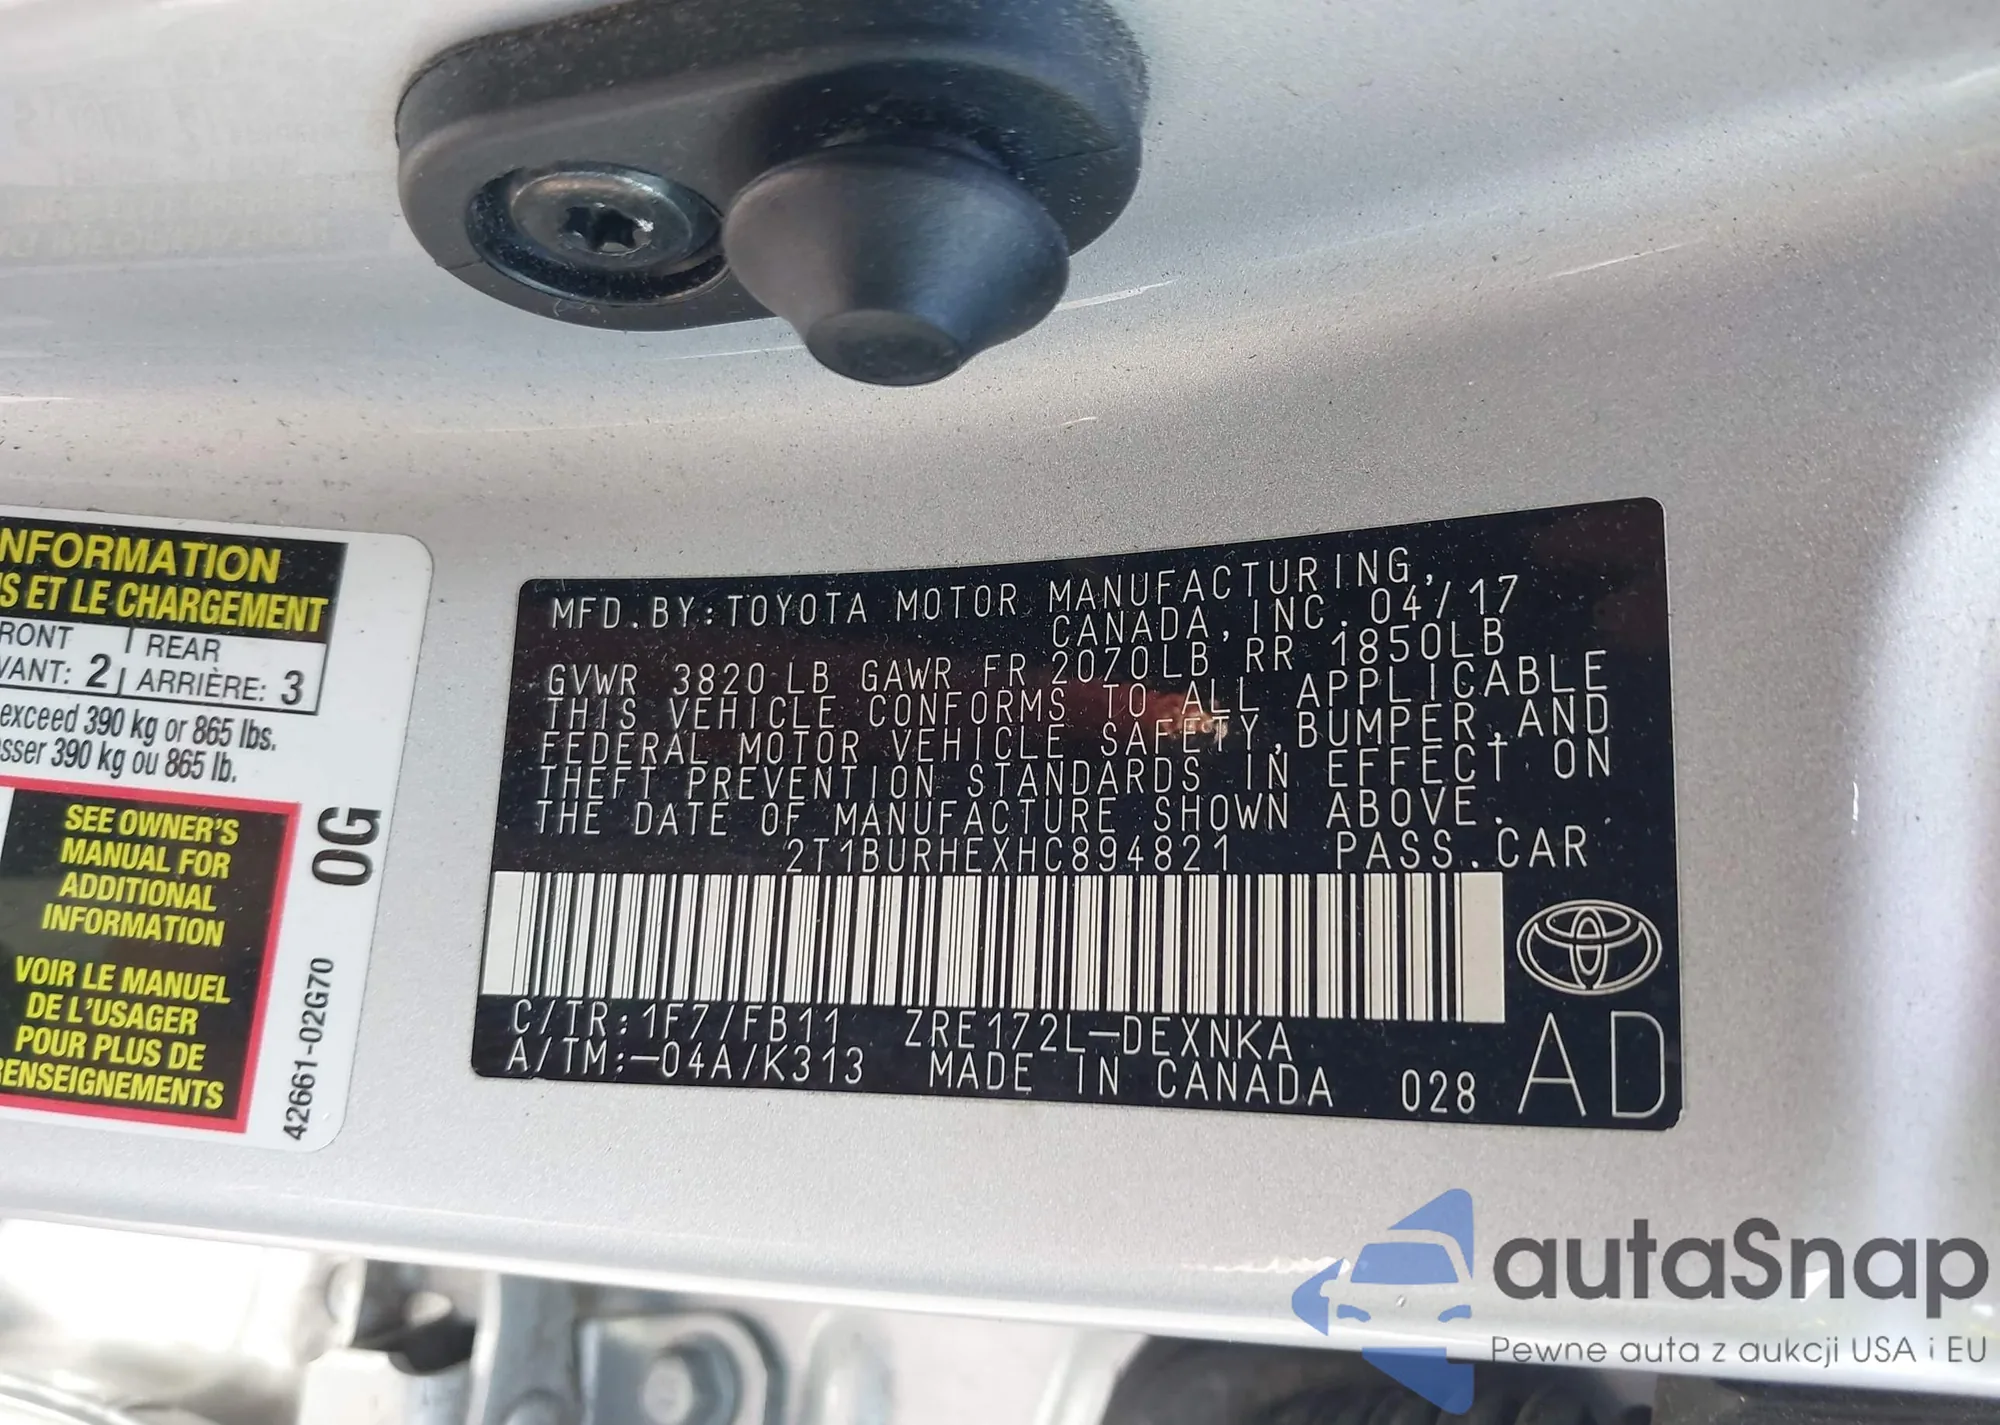 NFORMATION
S ET LE CHARGEMENT
RONT REAR
VANT: 2 ARRIÈRE: 3
exceed 390 kg or 865 lbs.
sser 390 kg ou 865 lb.
SEE OWNER'S
MANUAL FOR
ADDITIONAL
INFORMATION
VOIR LE MANUEL
DE L'USAGER
POUR PLUS DE
RENSEIGNEMENTS
0G
42661-02G70
MFD. BY: TOYOTA MOTOR MANUFACTURING,
CANADA, INC. 04/17
GVWR 3820 LB GAWR FR 2070LB RR 1850LB
THIS VEHICLE CONFORMS TO ALL APPLICABLE
FEDERAL MOTOR VEHICLE SAFETY, BUMPER, AND
THEFT PREVENTION STANDARDS IN EFFECT ON
THE DATE OF MANUFACTURE SHOWN ABOVE.
2T1BURHEXHC894821 PASS. CAR
C/TR: 1F7/FB11 ZRE172L-DEXNKA
A/TM:-04A/K313 MADE IN CANADA 028
AD
autaSnap
Pewne auta z aukcji USA i EU